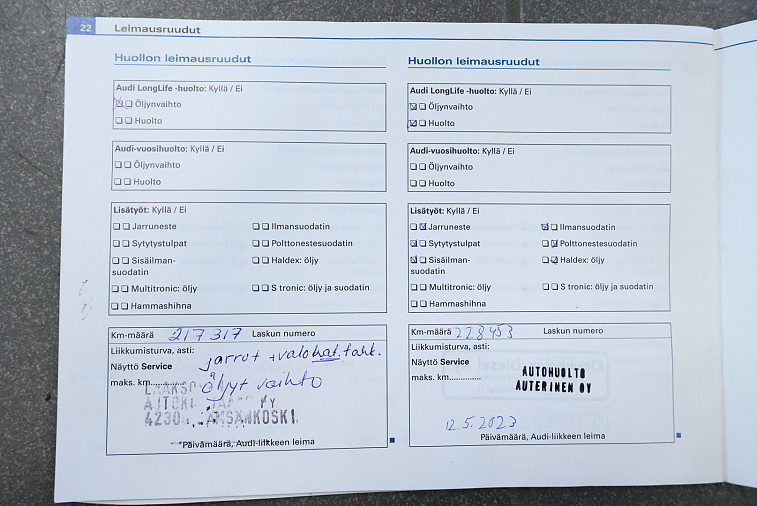 22 Leimausruudut
Huollon leimausruudut
Audi LongLife -huolto: Kyllä / Ei
Öljynvaihto
Huolto
Audi-vuosihuolto: Kyllä / Ei
Öljynvaihto
Huolto
Lisätyöt: Kyllä / Ei
Jarruneste Ilmansuodatin
Sytytystulpat Polttonestesuodatin
Sisäilman- Haldex: öljy
suodatin
Multitronic: öljy S tronic: öljy ja suodatin
Hammashihna
Km-määrä 217317 Laskun numero
Liikkumisturva, asti:
jarrut + valo tark.
Näyttö Service
maks. km.............. Öljyt vaihto
42300 JÄMSÄNKOSKI
Päivämäärä, Audi-liikkeen leima
Huollon leimausruudut
Audi LongLife -huolto: Kyllä / Ei
Öljynvaihto
Huolto
Audi-vuosihuolto: Kyllä / Ei
Öljynvaihto
Huolto
Lisätyöt: Kyllä / Ei
Jarruneste Ilmansuodatin
Sytytystulpat Polttonestesuodatin
Sisäilman- Haldex: öljy
suodatin
Multitronic: öljy S tronic: öljy ja suodatin
Hammashihna
Km-määrä 228453 Laskun numero
Liikkumisturva, asti:
Näyttö Service
maks. km..............
AUTOHUOLTO
AUTERINEN OY
12.5.2023
Päivämäärä, Audi-liikkeen leima